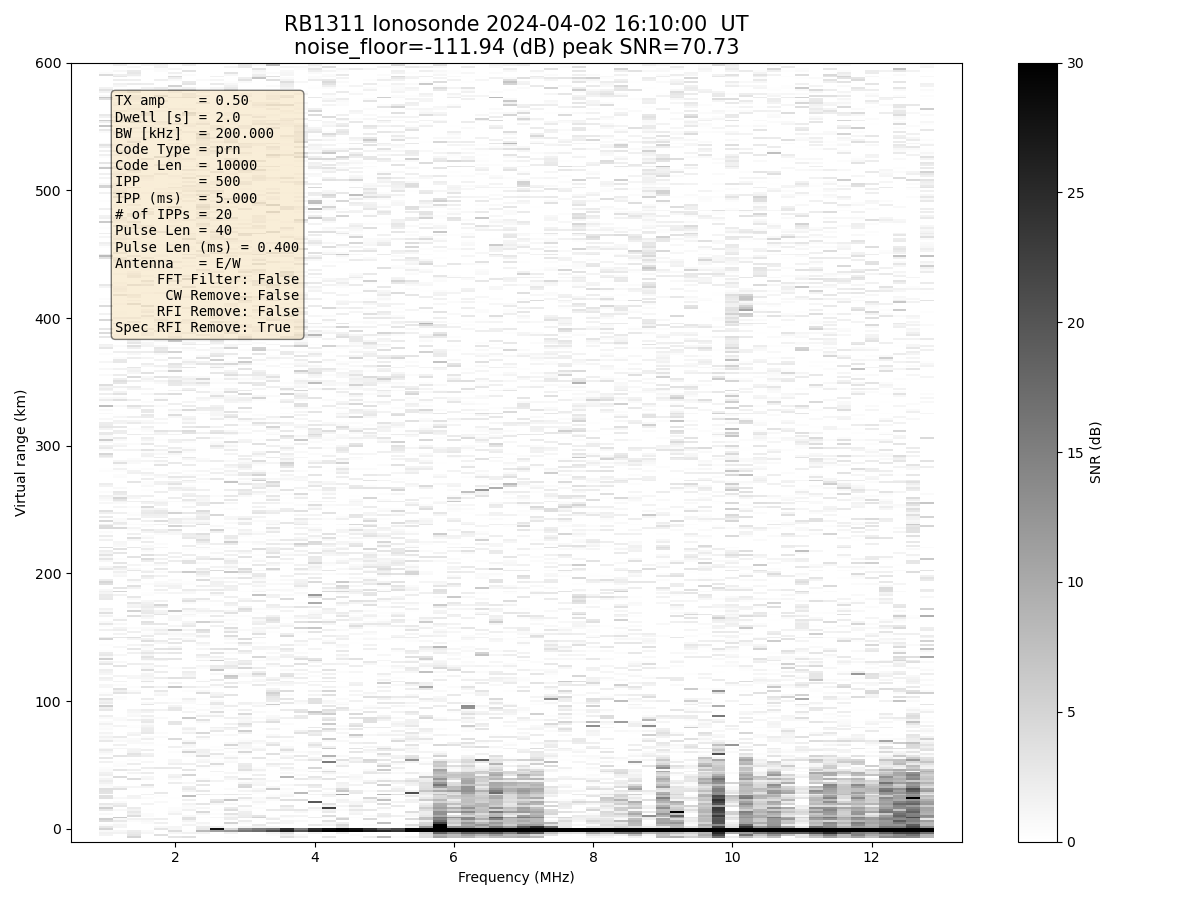 RB1311 Ionosonde 2024-04-02 16:10:00  UT
noise_floor=-111.94 (dB) peak SNR=70.73
TX amp    = 0.50
Dwell [s] = 2.0
BW [kHz]  = 200.000
Code Type = prn
Code Len  = 10000
IPP       = 500
IPP (ms)  = 5.000
# of IPPs = 20
Pulse Len = 40
Pulse Len (ms) = 0.400
Antenna   = E/W
FFT Filter: False
CW Remove: False
RFI Remove: False
Spec RFI Remove: True
Virtual range (km)
600
500
400
300
200
100
0
2
4
6
8
10
12
Frequency (MHz)
30
25
20
15
10
5
0
SNR (dB)